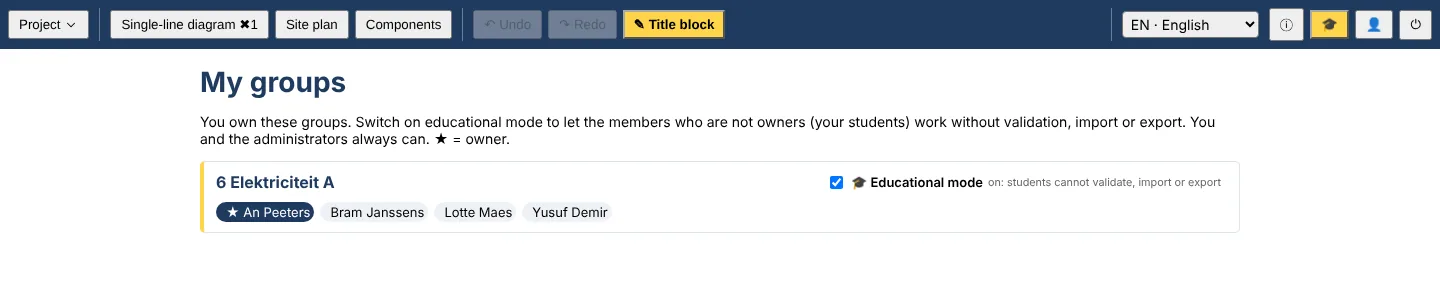 Project
Single-line diagram ✖1
Site plan
Components
↶ Undo
↷ Redo
✎ Title block
EN · English
ⓘ
My groups
You own these groups. Switch on educational mode to let the members who are not owners (your students) work without validation, import or export. You
and the administrators always can. ★ = owner.
6 Elektriciteit A
🎓 Educational mode on: students cannot validate, import or export
★ An Peeters
Bram Janssens
Lotte Maes
Yusuf Demir